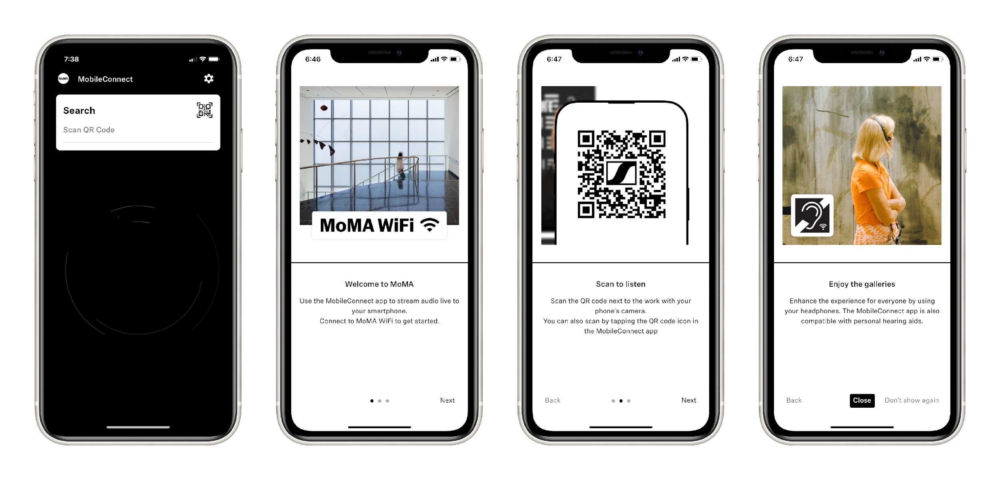 7:38
MoMA
MobileConnect
Search
Scan QR Code
6:46
MoMA WiFi
Welcome to MoMA
Use the MobileConnect app to stream audio live to
your smartphone.
Connect to MoMA WiFi to get started.
Next
6:47
Scan to listen
Scan the QR code next to the work with your
phone's camera.
You can also scan by tapping the QR code icon in
the MobileConnect app
Back
Next
6:47
Enjoy the galleries
Enhance the experience for everyone by using
your headphones. The MobileConnect app is also
compatible with personal hearing aids.
Back
Close
Don't show again